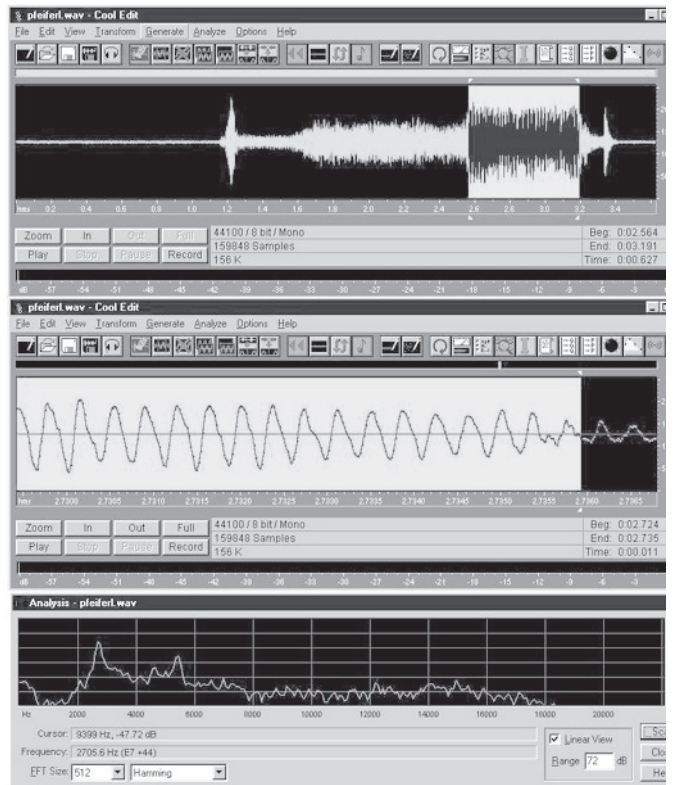 pfeiferl.wav - Cool Edit
File Edit View Transform Generate Analyze Options Help
hms 0.2 0.4 0.6 0.8 1.0 1.2 1.4 1.6 1.8 2.0 2.2 2.4 2.6 2.8 3.0 3.2 3.4
Zoom In Out Full 44100 / 8 bit / Mono Beg: 0:02.564
159848 Samples End: 0:03.191
Play Stop Pause Record 156 K Time: 0:00.627
dB -57 -54 -51 -48 -45 -42 -39 -36 -33 -30 -27 -24 -21 -18 -15 -12 -9 -6 -3
pfeiferl.wav - Cool Edit
File Edit View Transform Generate Analyze Options Help
hms 2.7300 2.7305 2.7310 2.7315 2.7320 2.7325 2.7330 2.7335 2.7340 2.7345 2.7350 2.7355 2.7360 2.7365
Zoom In Out Full 44100 / 8 bit / Mono Beg: 0:02.724
159848 Samples End: 0:02.735
Play Stop Pause Record 156 K Time: 0:00.011
dB -57 -54 -51 -48 -45 -42 -39 -36 -33 -30 -27 -24 -21 -18 -15 -12 -9 -6 -3
Analysis - pfeiferl.wav
Hz 2000 4000 6000 8000 10000 12000 14000 16000 18000 20000
Cursor: 9399 Hz, -47.72 dB
Linear View
Frequency: 2705.6 Hz (E7 +44)
Range 72 dB
FFT Size: 512 Hamming